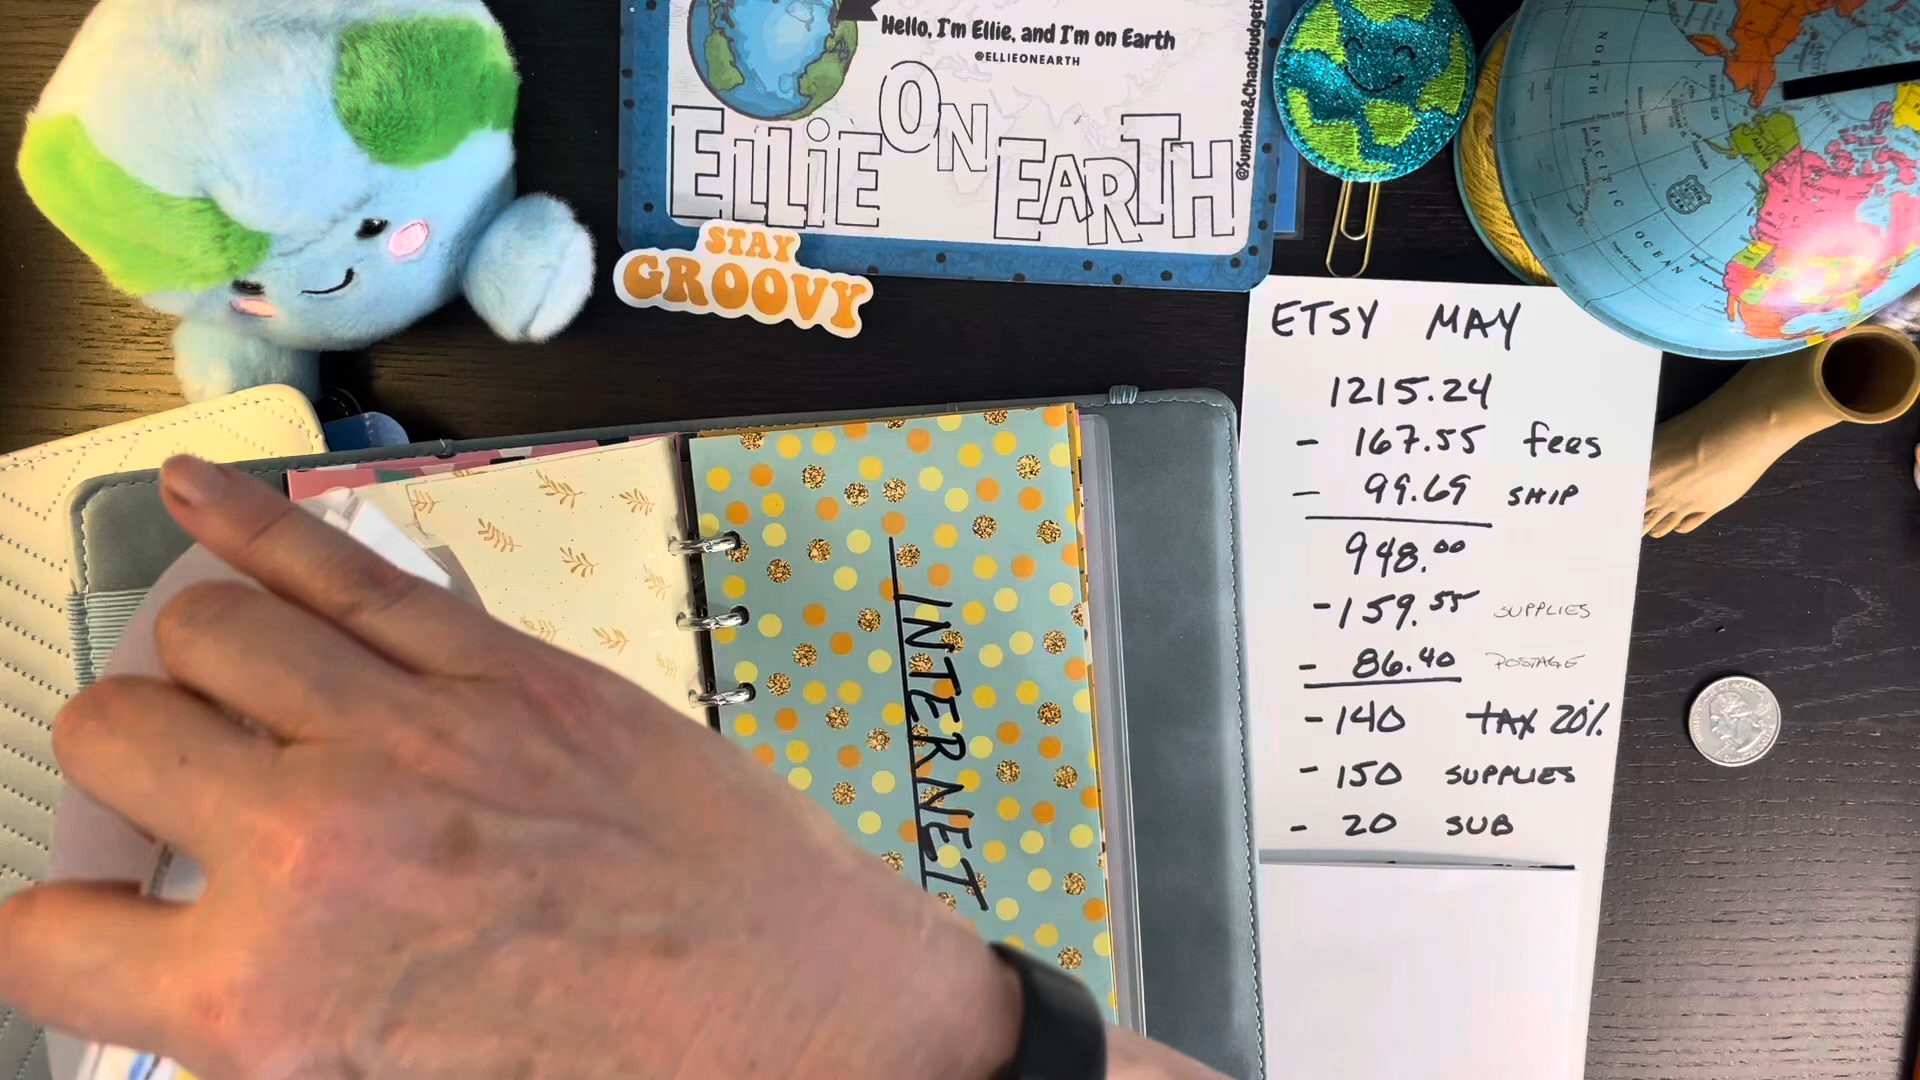 Hello, I'm Ellie, and I'm on Earth
@ELLIEONEARTH
ELLIE ON EARTH
STAY
GROOVY
ETSY MAY
1215.24
- 167.55 fees
- 99.69 SHIP
948.00
-159.55 SUPPLIES
- 86.40 POSTAGE
-140 TAX 20%
- 150 SUPPLIES
- 20 SUB
INTERNET
NORTH
PACIFIC
OCEAN